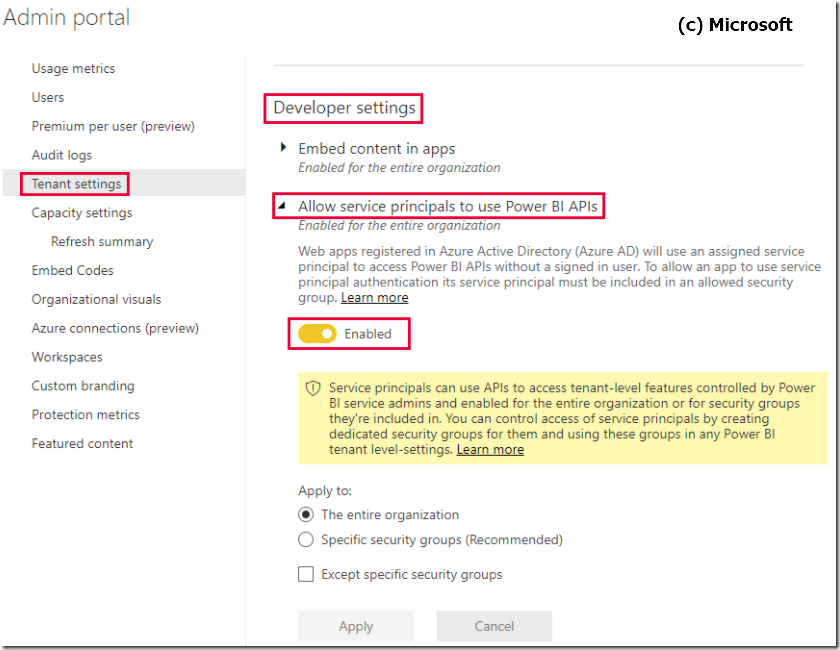 Admin portal
(c) Microsoft
Usage metrics
Users
Premium per user (preview)
Audit logs
Tenant settings
Capacity settings
Refresh summary
Embed Codes
Organizational visuals
Azure connections (preview)
Workspaces
Custom branding
Protection metrics
Featured content
Developer settings
Embed content in apps
Enabled for the entire organization
Allow service principals to use Power BI APIs
Enabled for the entire organization
Web apps registered in Azure Active Directory (Azure AD) will use an assigned service
principal to access Power BI APIs without a signed in user. To allow an app to use service
principal authentication its service principal must be included in an allowed security
group. Learn more
Enabled
Service principals can use APIs to access tenant-level features controlled by Power
BI service admins and enabled for the entire organization or for security groups
they're included in. You can control access of service principals by creating
dedicated security groups for them and using these groups in any Power BI
tenant level-settings. Learn more
Apply to:
The entire organization
Specific security groups (Recommended)
Except specific security groups
Apply
Cancel